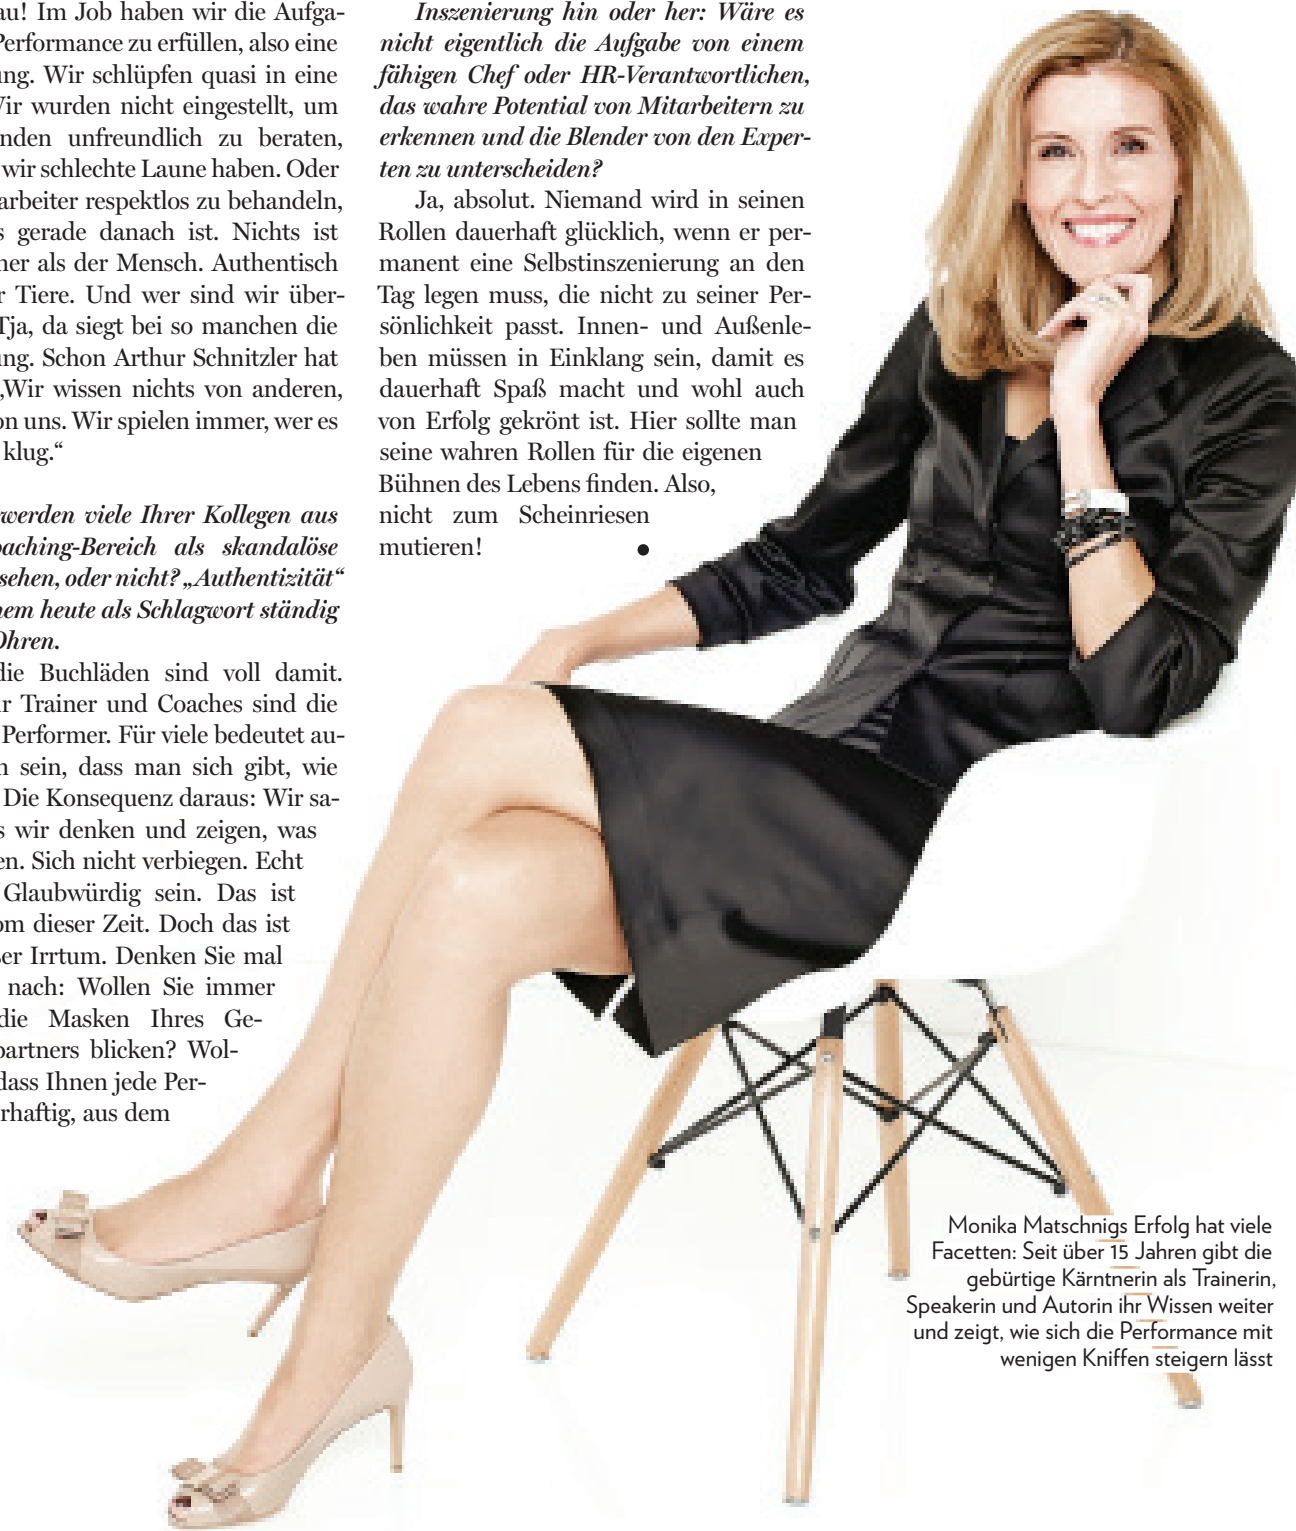 au! Im Job haben wir die Aufga-
Performance zu erfüllen, also eine
ung. Wir schlüpfen quasi in eine
Wir wurden nicht eingestellt, um
nden unfreundlich zu beraten,
wir schlechte Laune haben. Oder
arbeiter respektlos zu behandeln,
s gerade danach ist. Nichts ist
ner als der Mensch. Authentisch
r Tiere. Und wer sind wir über-
Tja, da siegt bei so manchen die
ung. Schon Arthur Schnitzler hat
„Wir wissen nichts von anderen,
on uns. Wir spielen immer, wer es
klug.“
werden viele Ihrer Kollegen aus
oaching-Bereich als skandalöse
sehen, oder nicht? „Authentizität“
nem heute als Schlagwort ständig
Ohren.
die Buchläden sind voll damit.
ir Trainer und Coaches sind die
Performer. Für viele bedeutet au-
n sein, dass man sich gibt, wie
Die Konsequenz daraus: Wir sa-
s wir denken und zeigen, was
en. Sich nicht verbiegen. Echt
Glaubwürdig sein. Das ist
om dieser Zeit. Doch das ist
ser Irrtum. Denken Sie mal
nach: Wollen Sie immer
die Masken Ihres Ge-
partners blicken? Wol-
dass Ihnen jede Per-
rhaftig, aus dem
Inszenierung hin oder her: Wäre es
nicht eigentlich die Aufgabe von einem
fähigen Chef oder HR-Verantwortlichen,
das wahre Potential von Mitarbeitern zu
erkennen und die Blender von den Exper-
ten zu unterscheiden?
Ja, absolut. Niemand wird in seinen
Rollen dauerhaft glücklich, wenn er per-
manent eine Selbstinszenierung an den
Tag legen muss, die nicht zu seiner Per-
sönlichkeit passt. Innen- und Außenle-
ben müssen in Einklang sein, damit es
dauerhaft Spaß macht und wohl auch
von Erfolg gekrönt ist. Hier sollte man
seine wahren Rollen für die eigenen
Bühnen des Lebens finden. Also,
nicht zum Scheinriesen
mutieren! ●
Monika Matschnigs Erfolg hat viele
Facetten: Seit über 15 Jahren gibt die
gebürtige Kärntnerin als Trainerin,
Speakerin und Autorin ihr Wissen weiter
und zeigt, wie sich die Performance mit
wenigen Kniffen steigern lässt